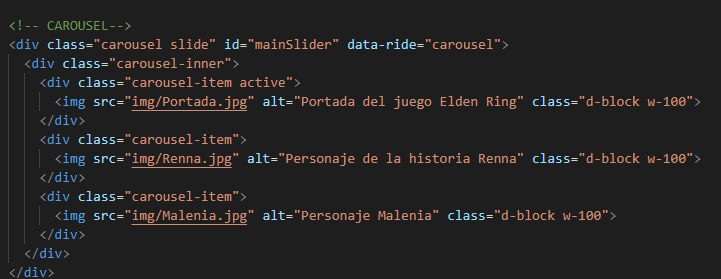 <!-- CAROUSEL-->
<div class="carousel slide" id="mainSlider" data-ride="carousel">
<div class="carousel-inner">
<div class="carousel-item active">
<img src="img/Portada.jpg" alt="Portada del juego Elden Ring" class="d-block w-100">
</div>
<div class="carousel-item">
<img src="img/Renna.jpg" alt="Personaje de la historia Renna" class="d-block w-100">
</div>
<div class="carousel-item">
<img src="img/Malenia.jpg" alt="Personaje Malenia" class="d-block w-100">
</div>
</div>
</div>